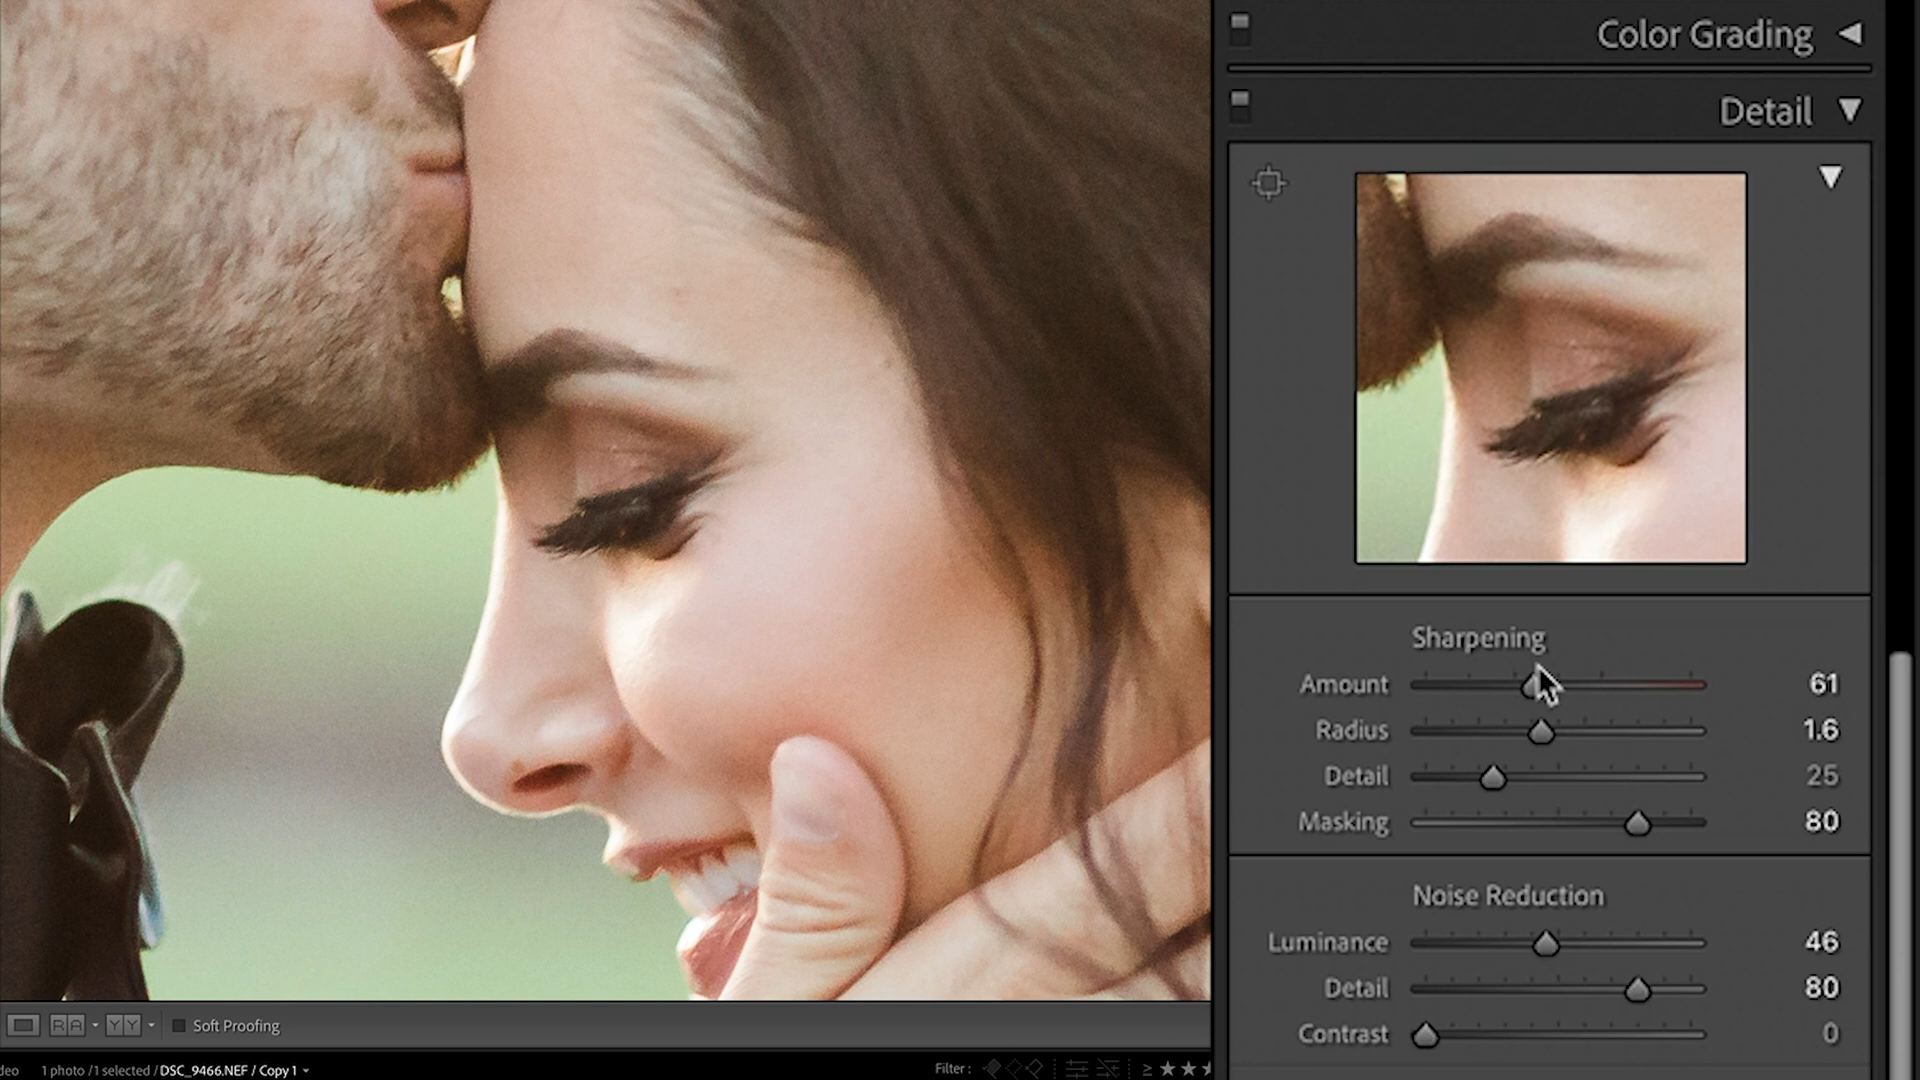 Color Grading
Detail
Sharpening
Amount 61
Radius 1.6
Detail 25
Masking 80
Noise Reduction
Luminance 46
Detail 80
Contrast 0
R A Y Y Soft Proofing
deo 1 photo / 1 selected / DSC_9466.NEF / Copy 1 Filter : ≥ ★ ★